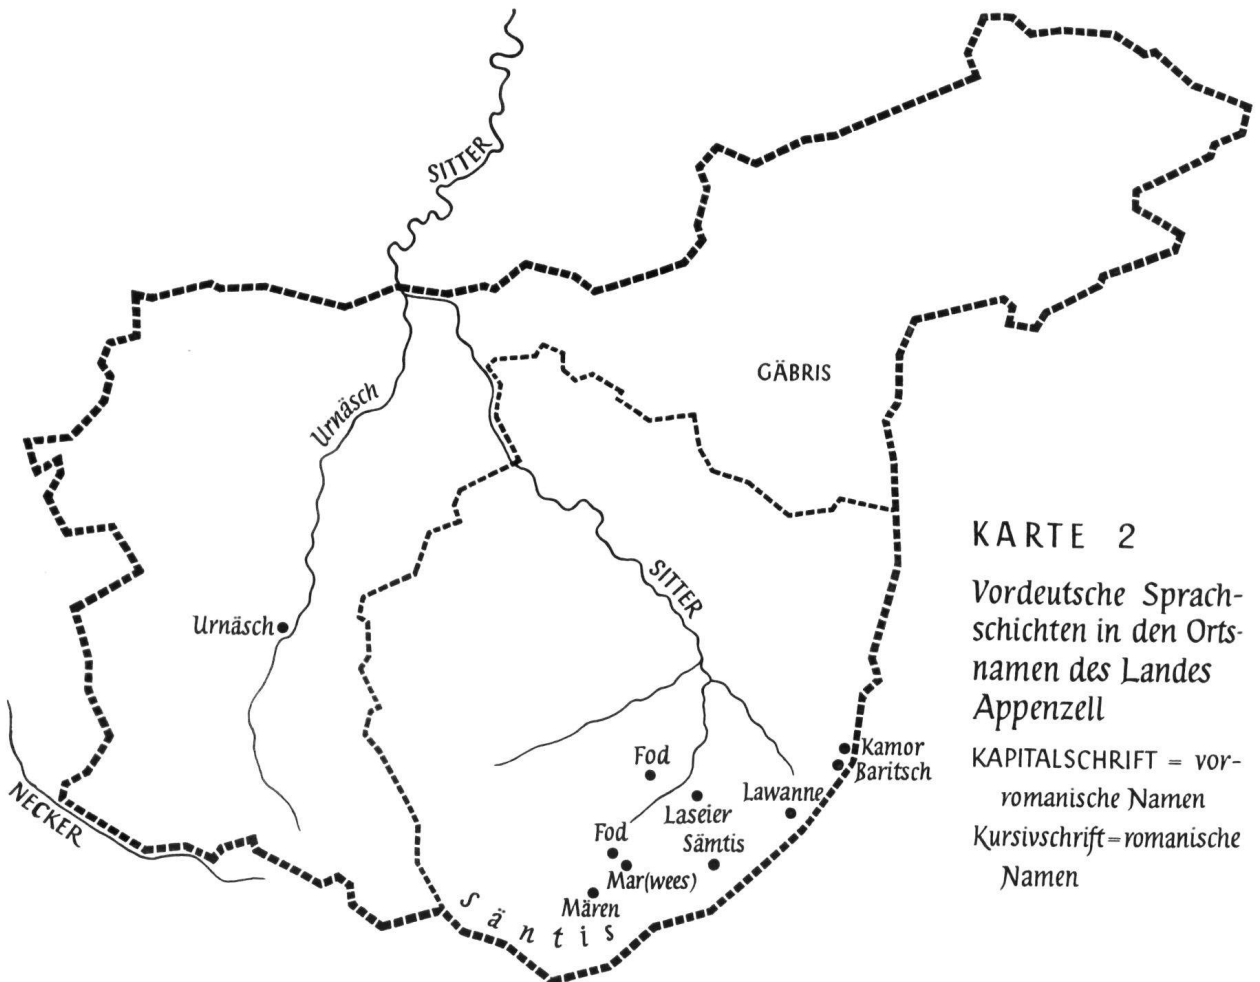 SITTER
GÄBRIS
Urnäsch
KARTE 2
Vordeutsche Sprach-
schichten in den Orts-
namen des Landes
Appenzell
KAPITALSCHRIFT = vor-
romanische Namen
Kursivschrift=romanische
Namen
SITTER
Urnäsch
Kamor
Baritsch
Fod
Lawanne
Laseier
Sämtis
Fod
Mar(wees)
Mären
NECKER
Säntis